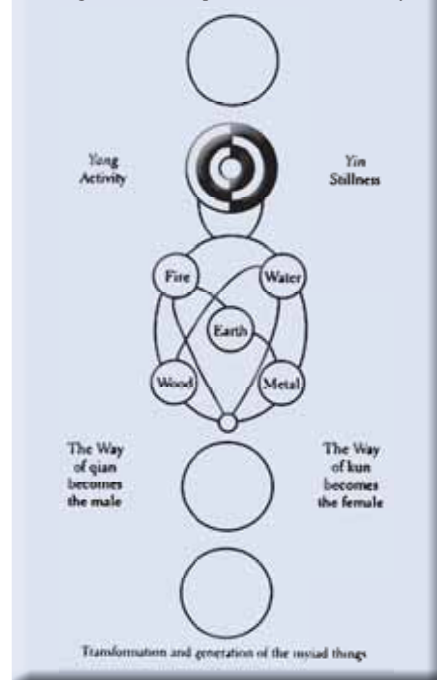 Yang
Activity
Yin
Stillness
Fire
Water
Earth
Wood
Metal
The Way
of qian
becomes
the male
The Way
of kun
becomes
the female
Transformation and generation of the myriad things